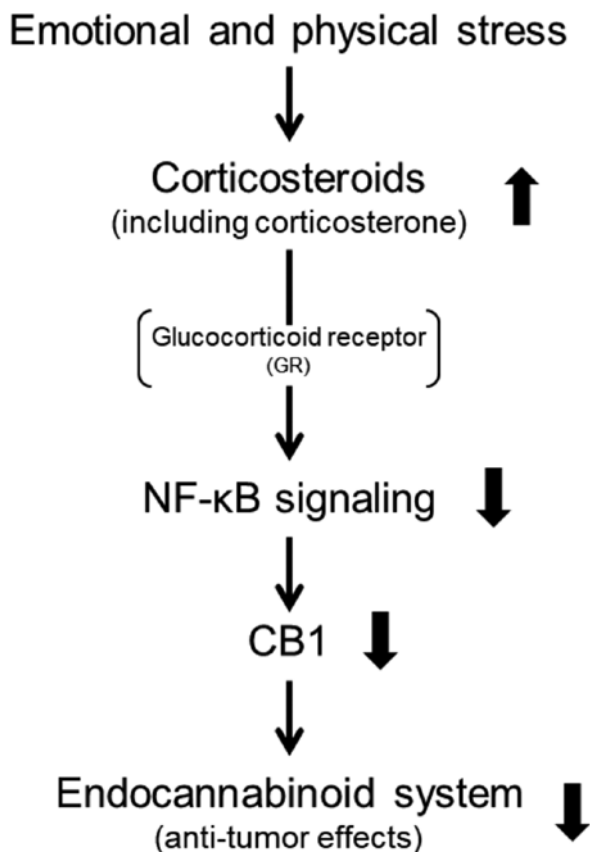 Emotional and physical stress
Corticosteroids
(including corticosterone)
Glucocorticoid receptor
(GR)
NF-κB signaling
CB1
Endocannabinoid system
(anti-tumor effects)